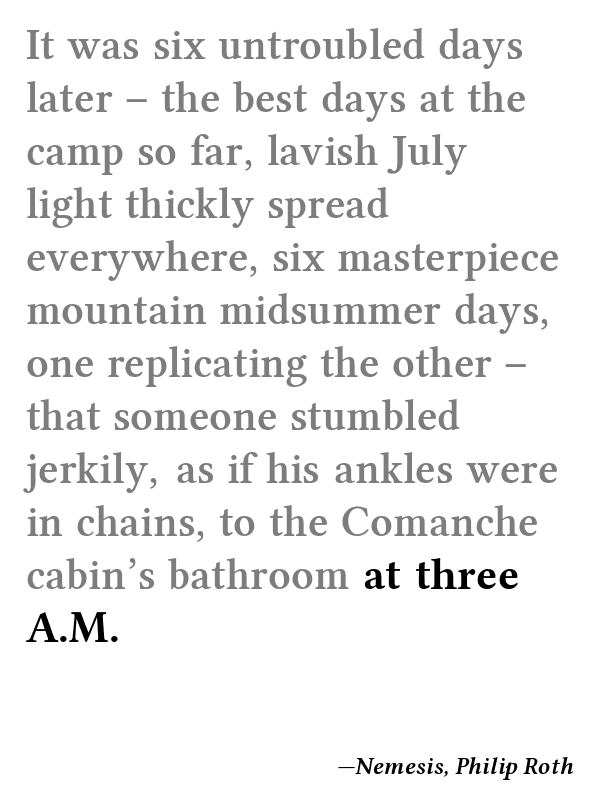 It was six untroubled days
later – the best days at the
camp so far, lavish July
light thickly spread
everywhere, six masterpiece
mountain midsummer days,
one replicating the other –
that someone stumbled
jerkily, as if his ankles were
in chains, to the Comanche
cabin’s bathroom at three
A.M.
—Nemesis, Philip Roth